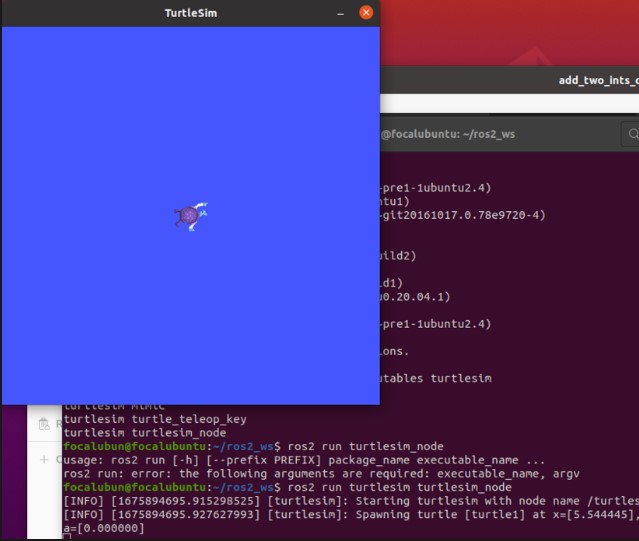 TurtleSim
add_two_ints_c
@focalubuntu: ~/ros2_ws
-pre1-1ubuntu2.4)
ntu1)
-git20161017.0.78e9720-4)
uild2)
ld1)
u0.20.04.1)
-pre1-1ubuntu2.4)
ons.
utables turtlesim
turtlesim mimic
turtlesim turtle_teleop_key
turtlesim turtlesim_node
focalubun@focalubuntu:~/ros2_ws$ ros2 run turtlesim_node
usage: ros2 run [-h] [--prefix PREFIX] package_name executable_name ...
ros2 run: error: the following arguments are required: executable_name, argv
focalubun@focalubuntu:~/ros2_ws$ ros2 run turtlesim turtlesim_node
[INFO] [1675894695.915298525] [turtlesim]: Starting turtlesim with node name /turtles
[INFO] [1675894695.927627993] [turtlesim]: Spawning turtle [turtle1] at x=[5.544445],
a=[0.000000]